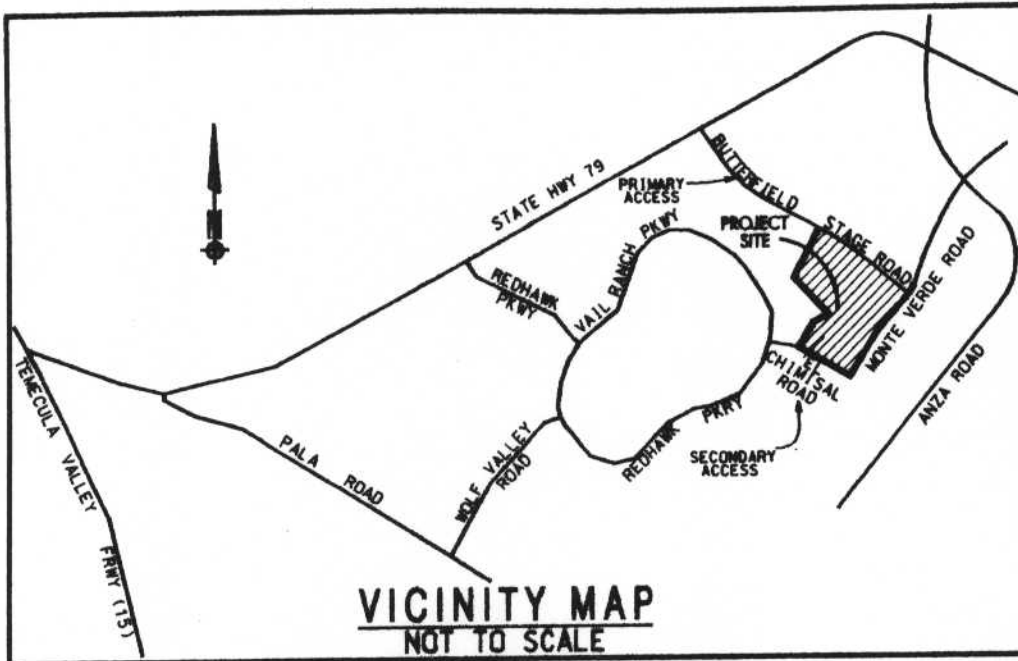 STATE HWY 79
BUTTERFIELD
STAGE ROAD
PRIMARY
ACCESS
PROJECT
SITE
N
REDHAWK
PKWY
VAIL RANCH PKWY
MONTE VERDE ROAD
ANZA ROAD
CHIMTSAL
ROAD
REDHAWK PKRY
SECONDARY
ACCESS
TEMECULA VALLEY
FRWY (15)
PALA ROAD
WOLF VALLEY
ROAD
VICINITY MAP
NOT TO SCALE